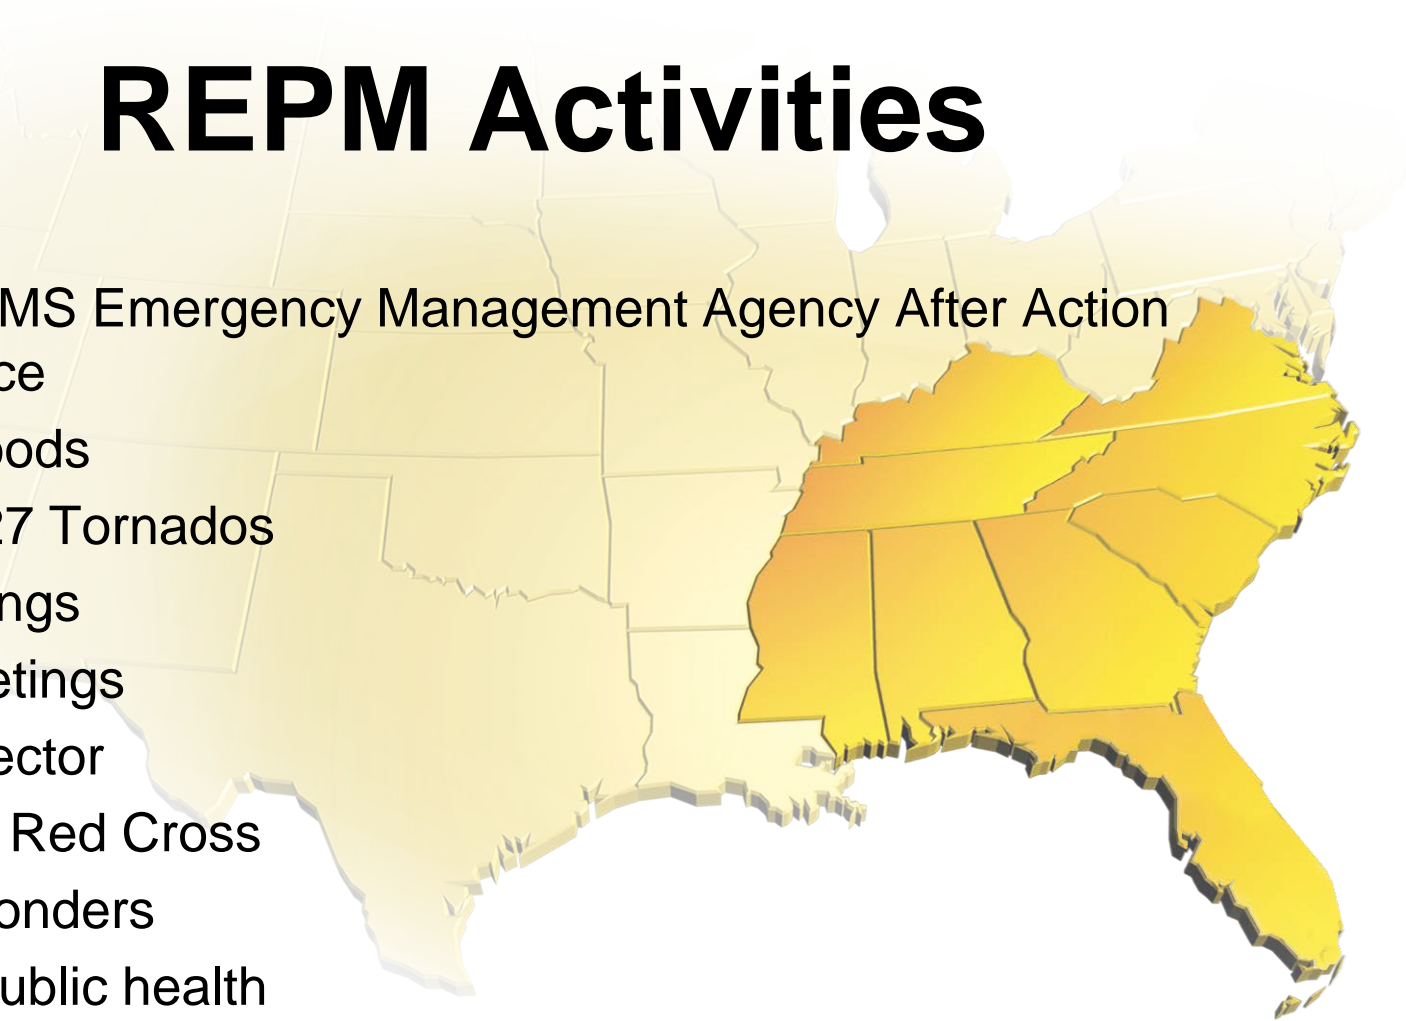 REPM Activities
MS Emergency Management Agency After Action
ce
oods
27 Tornados
ngs
etings
ector
Red Cross
onders
ublic health